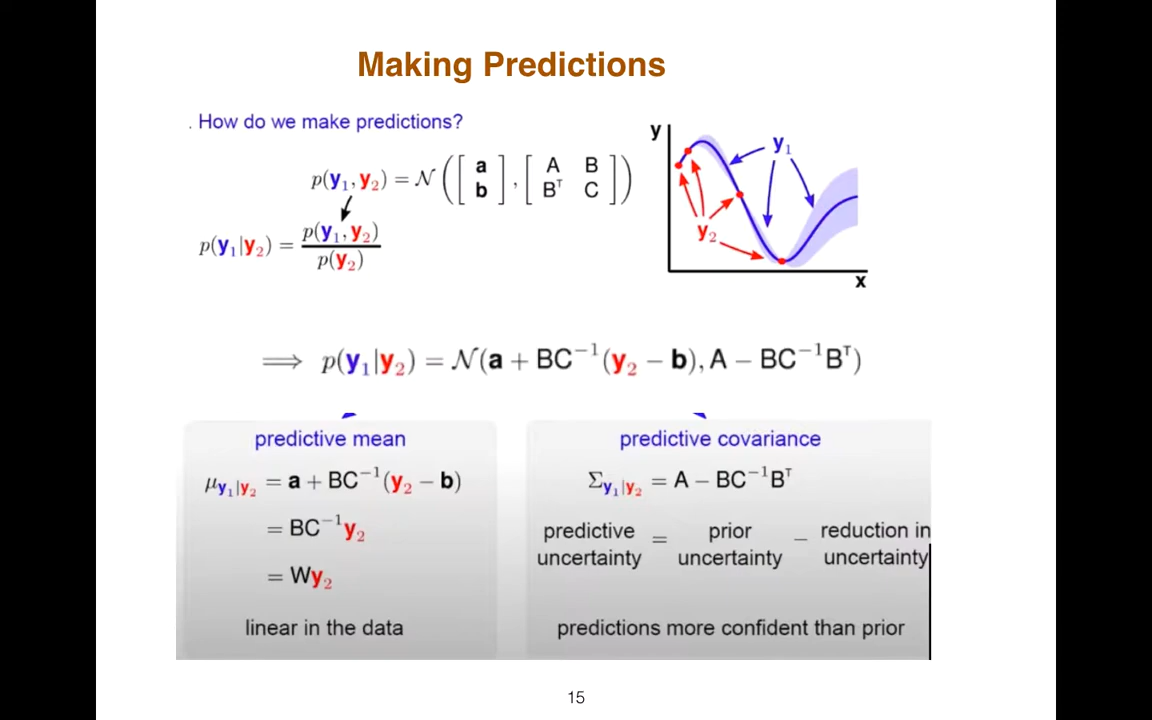 Making Predictions
. How do we make predictions?
p(y₁, y₂) = 𝒩([a b], [A B Bᵀ C])
p(y₁|y₂) = p(y₁, y₂) / p(y₂)
y
y₁
y₂
x
⟹ p(y₁|y₂) = 𝒩(a + BC⁻¹(y₂ − b), A − BC⁻¹Bᵀ)
predictive mean
μ_y₁|y₂ = a + BC⁻¹(y₂ − b)
= BC⁻¹y₂
= Wy₂
linear in the data
predictive covariance
Σ_y₁|y₂ = A − BC⁻¹Bᵀ
predictive uncertainty = prior uncertainty − reduction in uncertainty
predictions more confident than prior
15